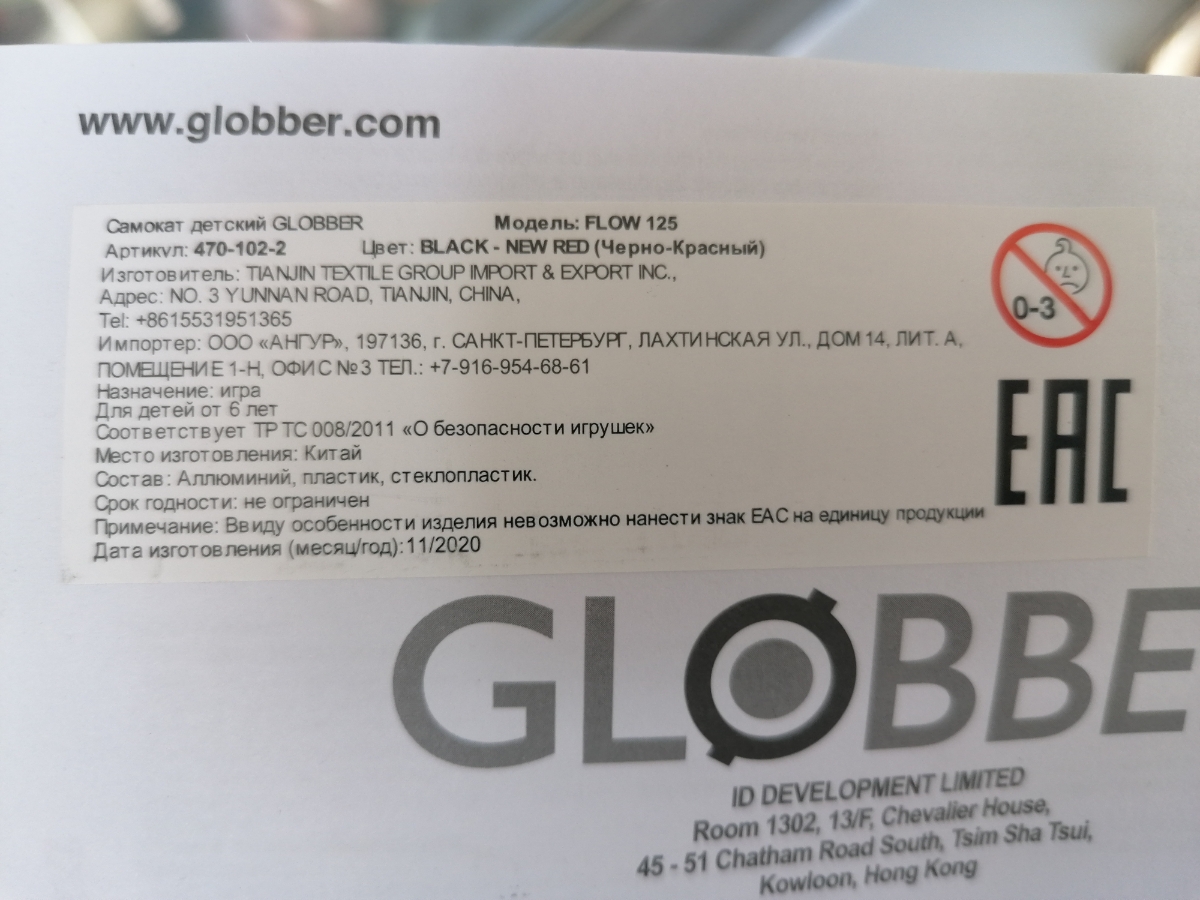 www.globber.com
Самокат детский GLOBBER Модель: FLOW 125
Артикул: 470-102-2 Цвет: BLACK - NEW RED (Черно-Красный)
Изготовитель: TIANJIN TEXTILE GROUP IMPORT & EXPORT INC.,
Адрес: NO. 3 YUNNAN ROAD, TIANJIN, CHINA,
Tel: +8615531951365
Импортер: ООО «АНГУР», 197136, г. САНКТ-ПЕТЕРБУРГ, ЛАХТИНСКАЯ УЛ., ДОМ 14, ЛИТ. А,
ПОМЕЩЕНИЕ 1-Н, ОФИС №3 ТЕЛ.: +7-916-954-68-61
Назначение: игра
Для детей от 6 лет
Соответствует ТР ТС 008/2011 «О безопасности игрушек»
Место изготовления: Китай
Состав: Аллюминий, пластик, стеклопластик.
Срок годности: не ограничен
Примечание: Ввиду особенности изделия невозможно нанести знак ЕАС на единицу продукции
Дата изготовления (месяц/год):11/2020
0-3
EAC
GLOBBE
ID DEVELOPMENT LIMITED
Room 1302, 13/F, Chevalier House,
45 - 51 Chatham Road South, Tsim Sha Tsui,
Kowloon, Hong Kong